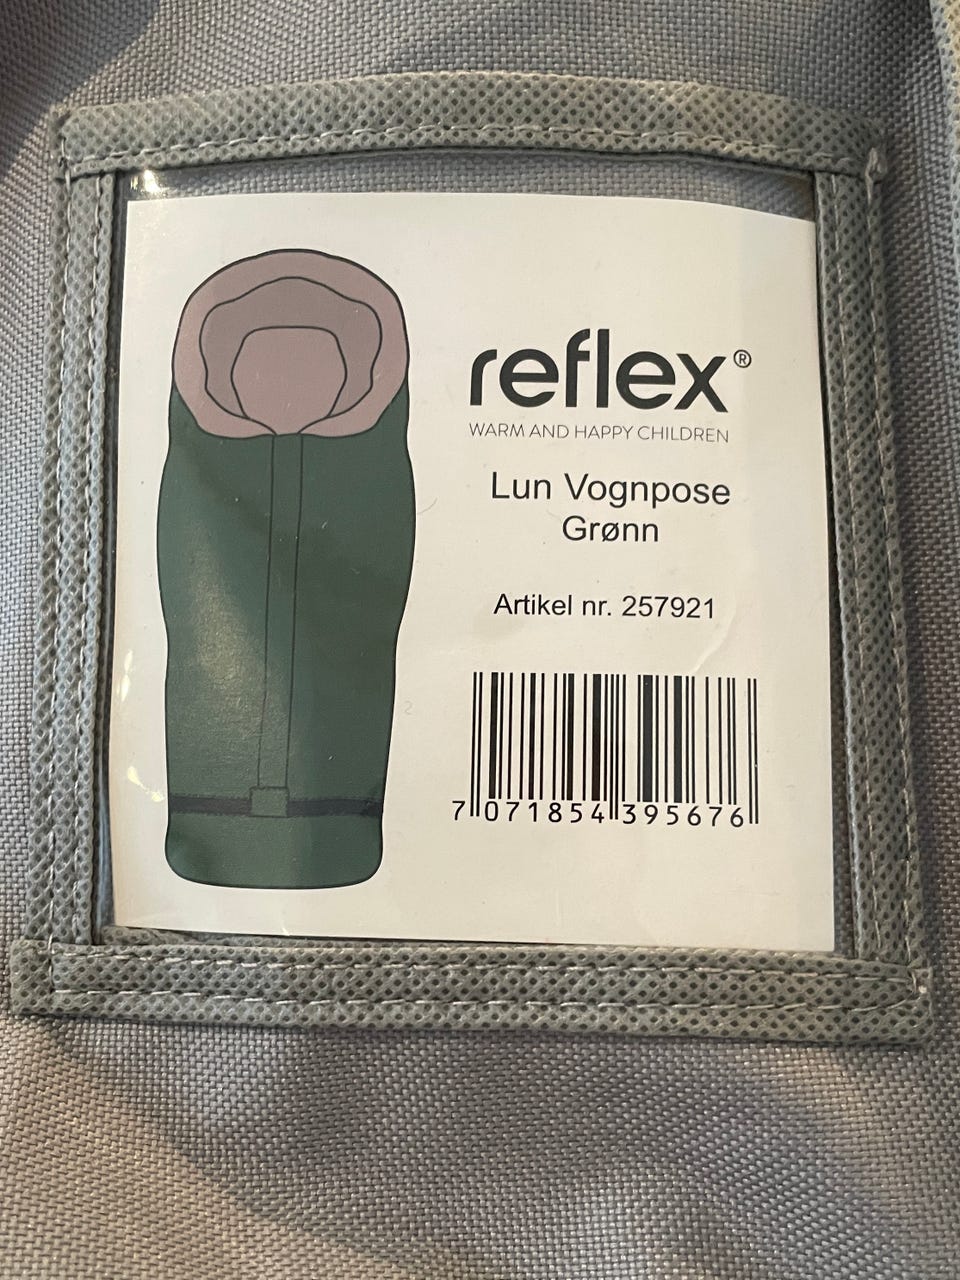 reflex®
WARM AND HAPPY CHILDREN
Lun Vognpose
Grønn
Artikel nr. 257921
7 071854 395676